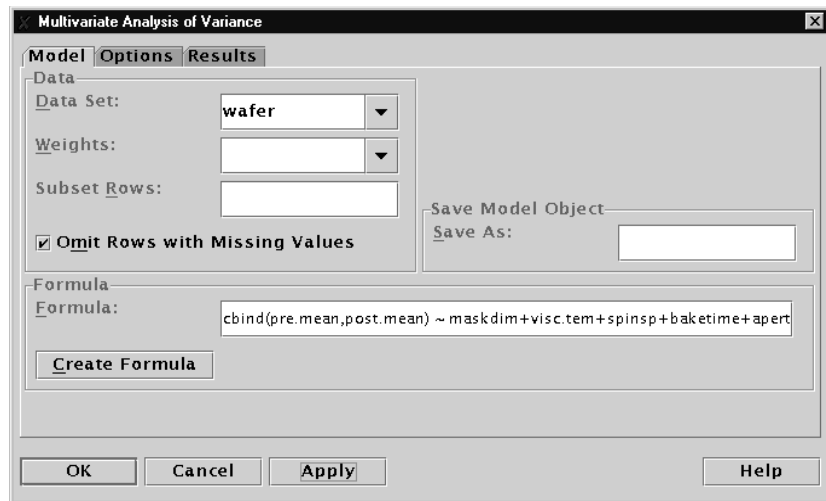 Multivariate Analysis of Variance
Model Options Results
Data
Data Set:
wafer
Weights:
Subset Rows:
Omit Rows with Missing Values
Save Model Object
Save As:
Formula
Formula:
cbind(pre.mean,post.mean) ~ maskdim+visc.tem+spinsp+baketime+apert
Create Formula
OK Cancel Apply Help